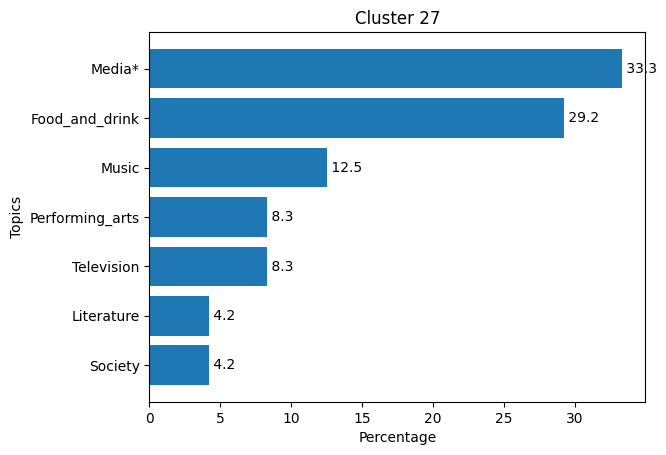 Cluster 27
Topics
Media* 33.3
Food_and_drink 29.2
Music 12.5
Performing_arts 8.3
Television 8.3
Literature 4.2
Society 4.2
0 5 10 15 20 25 30
Percentage